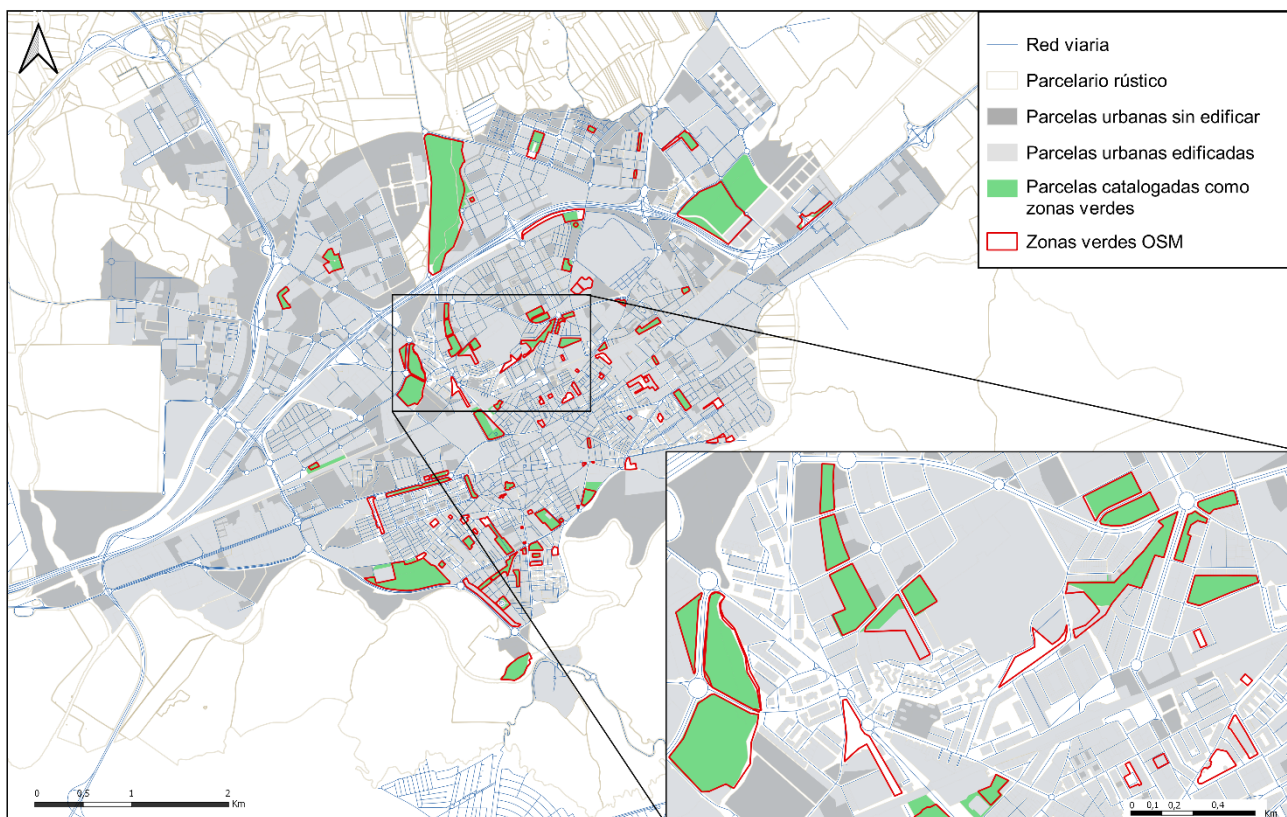 Red viaria
Parcelario rústico
Parcelas urbanas sin edificar
Parcelas urbanas edificadas
Parcelas catalogadas como
zonas verdes
Zonas verdes OSM
0 0,5 1 2
Km
0 0,1 0,2 0,4
Km